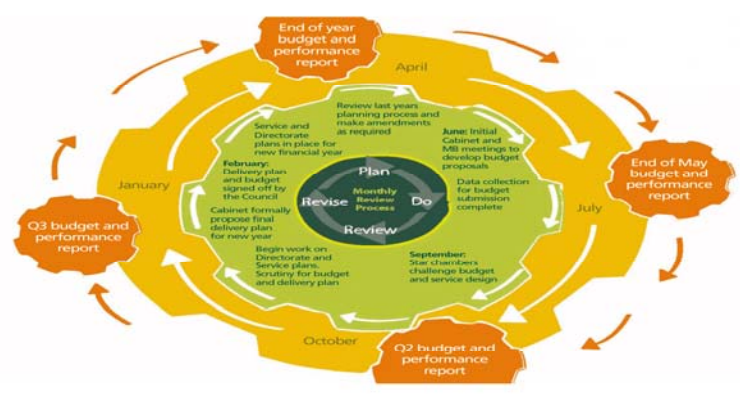 End of year
budget and
performance
report
April
Review last years
planning process and
make amendments
as required
Service and
Directorate
plans in place for
new financial year
June: Initial
Cabinet and
MB meetings to
develop budget
proposals
End of May
budget and
performance
report
February:
Delivery plan
and budget
signed off by
the Council
Plan
Monthly
Review
Process
Revise
Do
Review
Data collection
for budget
submission
complete
January
July
Cabinet formally
propose final
delivery plan
for new year
Q3 budget and
performance
report
Begin work on
Directorate and
Service plans.
Scrutiny for budget
and delivery plan
September:
Star chambers
challenge budget
and service design
October
Q2 budget and
performance
report